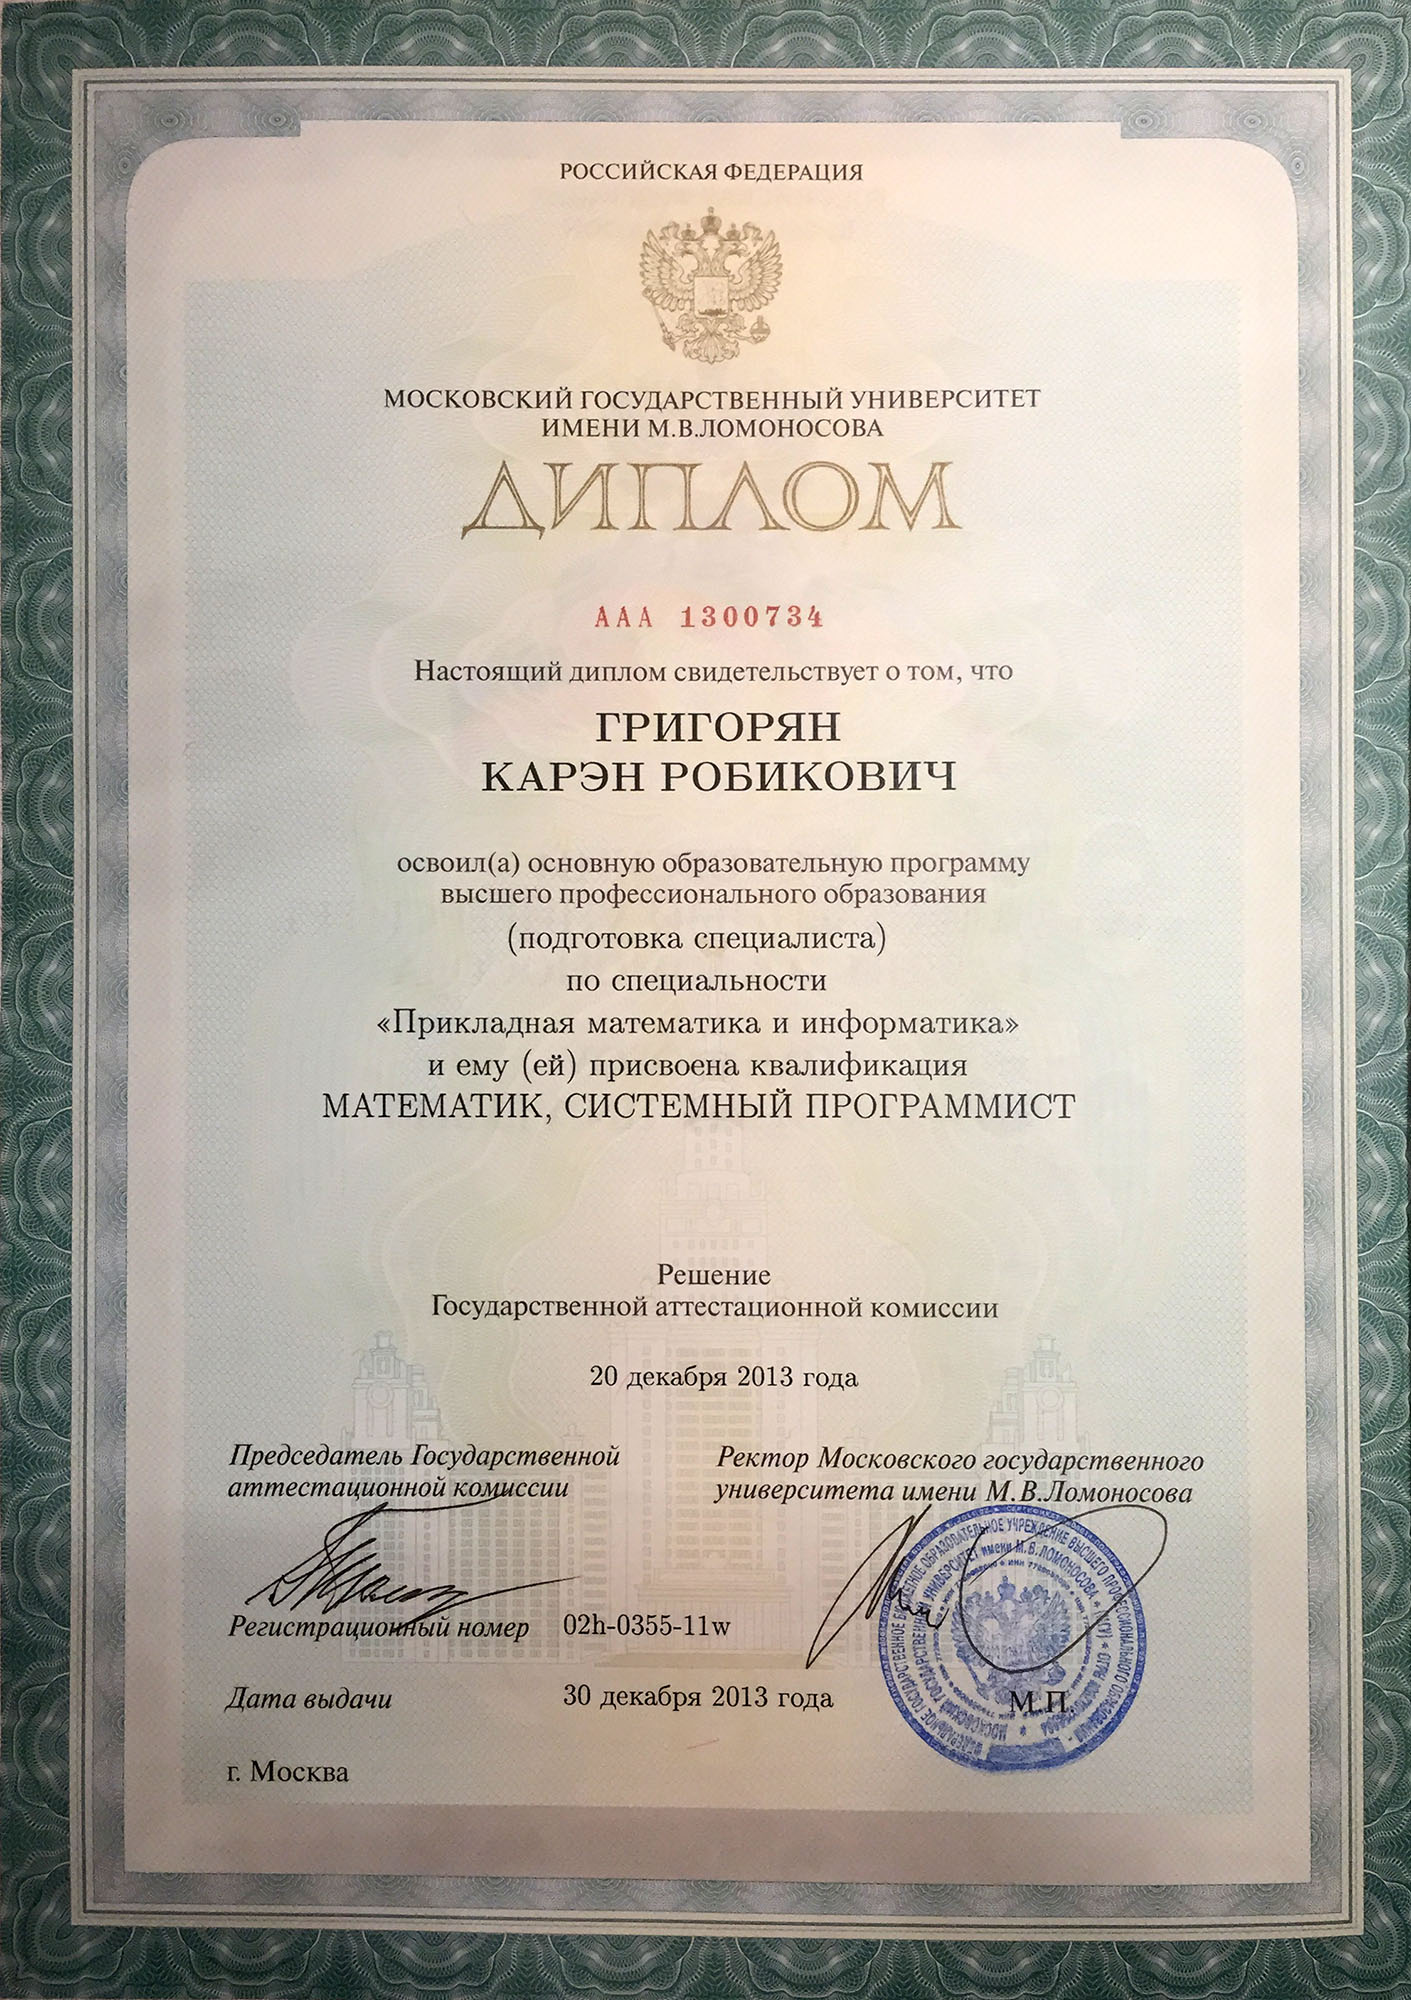 РОССИЙСКАЯ ФЕДЕРАЦИЯ
МОСКОВСКИЙ ГОСУДАРСТВЕННЫЙ УНИВЕРСИТЕТ
ИМЕНИ М.В.ЛОМОНОСОВА
ДИПЛОМ
ААА 1300734
Настоящий диплом свидетельствует о том, что
ГРИГОРЯН
КАРЭН РОБИКОВИЧ
освоил(а) основную образовательную программу
высшего профессионального образования
(подготовка специалиста)
по специальности
«Прикладная математика и информатика»
и ему (ей) присвоена квалификация
МАТЕМАТИК, СИСТЕМНЫЙ ПРОГРАММИСТ
Решение
Государственной аттестационной комиссии
20 декабря 2013 года
Председатель Государственной
аттестационной комиссии
Ректор Московского государственного
университета имени М.В.Ломоносова
Регистрационный номер 02h-0355-11w
Дата выдачи 30 декабря 2013 года
М.П.
г. Москва